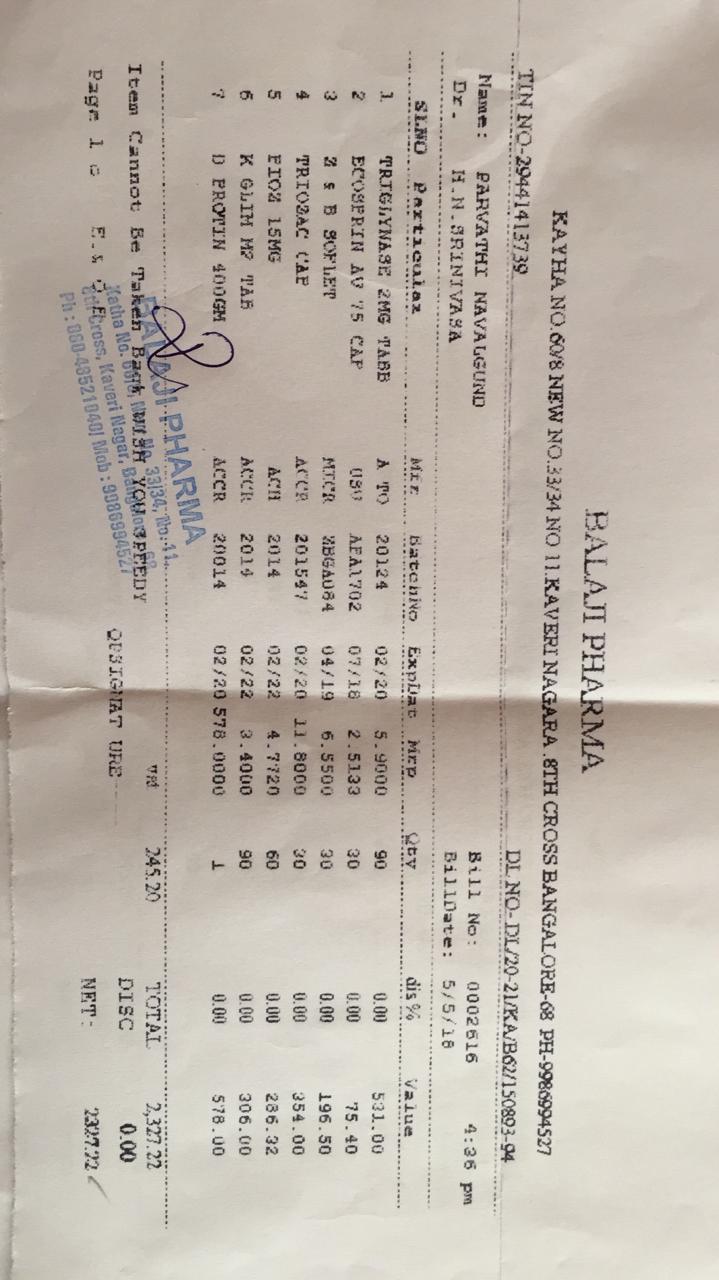 BALAJI PHARMA
KAYHA NO.60/8 NEW NO.33/34 NO 11.KAVERI NAGARA .8TH CROSS BANGALORE-68 PH-9986994527
TIN NO-29441413739
DL NO- DL/20-21/KA/B62/150893-94
Name: PARVATHI NAVALGUND
Bill No: 0002616 4:36 pm
Dr. H.N.SRINIVASA
BillDate: 5/5/18
SLNO Particular Mfr BatchNo ExpDat Mrp Qty dis% Value
1 TRIGLYNASE 2MG TABB A TO 20124 02/20 5.9000 90 0.00 531.00
2 ECOSPRIN AV 75 CAP USV AFA1702 07/18 2.5133 30 0.00 75.40
3 Z & B SOFLET MICR ZBGA084 04/19 6.5500 30 0.00 196.50
4 TRIOZAC CAP ACCR 201547 02/20 11.8000 30 0.00 354.00
5 PIOZ 15MG ACH 2014 02/22 4.7720 60 0.00 286.32
6 K GLIM M2 TAB ACCR 2014 02/22 3.4000 90 0.00 306.00
7 D PROTIN 400GM ACCR 20014 02/20 578.0000 1 0.00 578.00
vat 245.20 TOTAL 2,327.22
Item Cannot Be Taken Back WISH YOU SPEEDY
DISC 0.00
QPSIGNAT URE
Page 1 o E.& O.E
NET: 2327.22
BALAJI PHARMA
Katha No. 60/8, New No. 33/34, No. 11,
8th Cross, Kaveri Nagar, Bangalore - 68
Ph : 080-48521040/ Mob : 9986994527